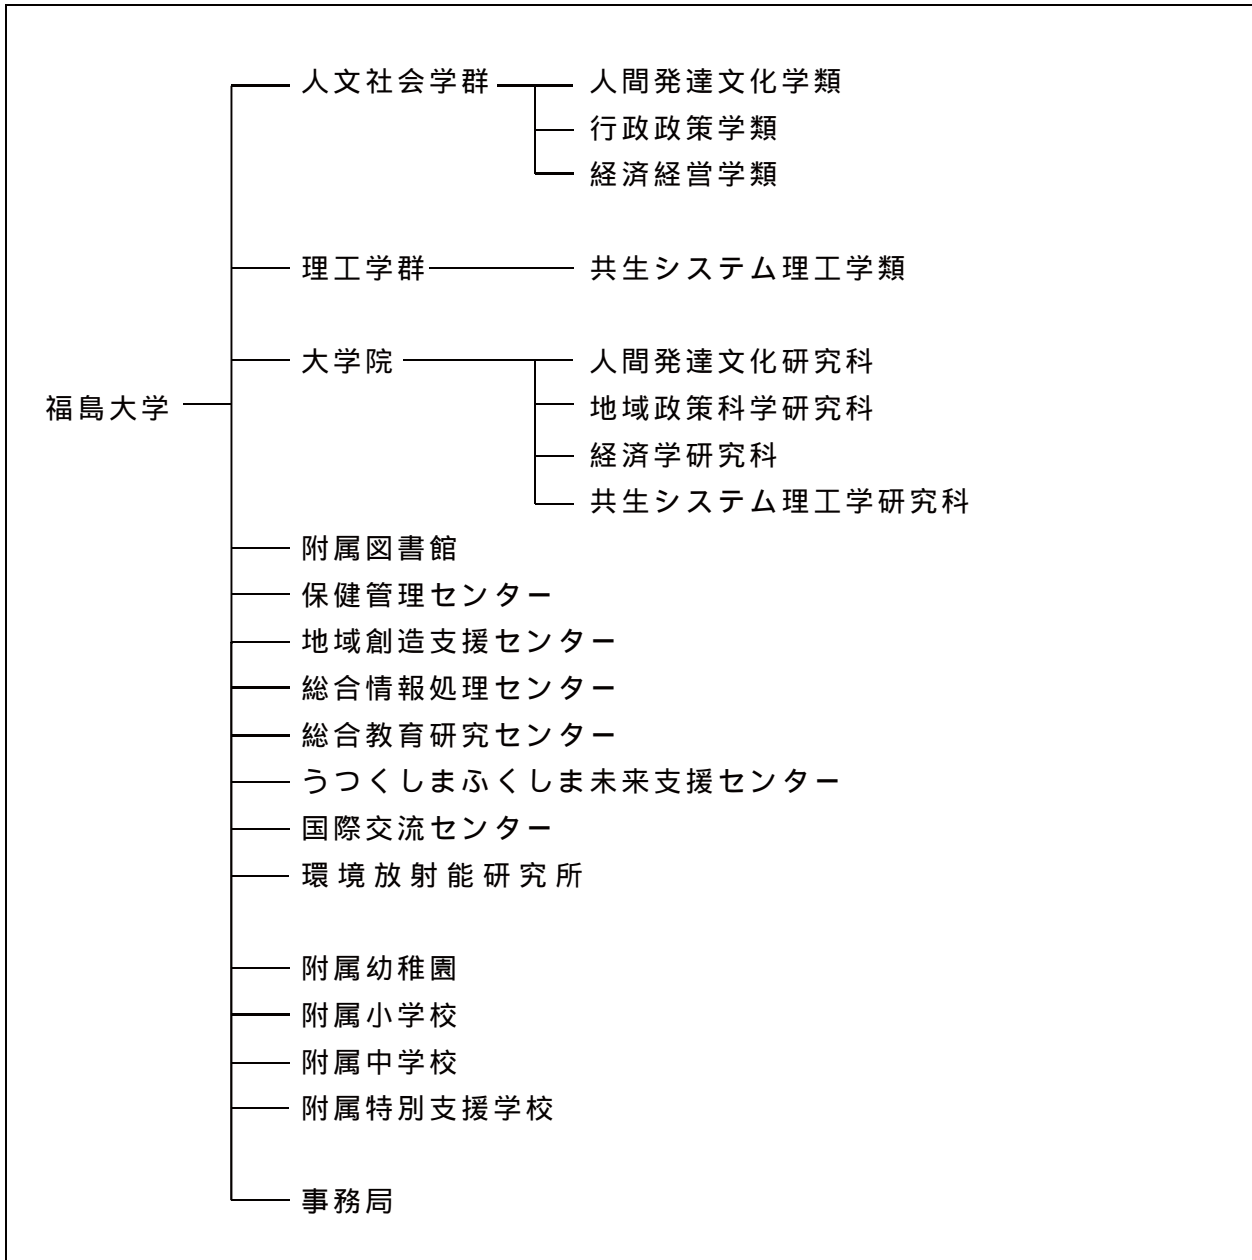 人文社会学群 人間発達文化学類
行政政策学類
経済経営学類
理工学群 共生システム理工学類
大学院 人間発達文化研究科
福島大学 地域政策科学研究科
経済学研究科
共生システム理工学研究科
附属図書館
保健管理センター
地域創造支援センター
総合情報処理センター
総合教育研究センター
うつくしまふくしま未来支援センター
国際交流センター
環境放射能研究所
附属幼稚園
附属小学校
附属中学校
附属特別支援学校
事務局